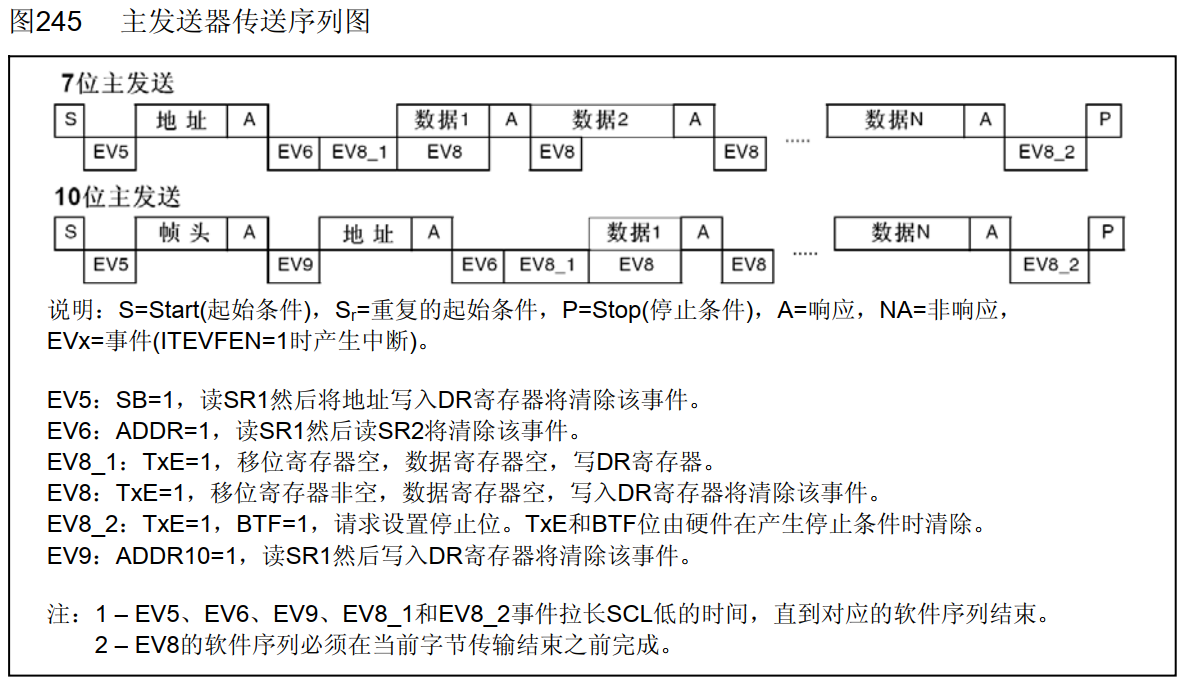 图245 主发送器传送序列图
7位主发送
S 地址 A 数据1 A 数据2 A ..... 数据N A P
EV5 EV6 EV8_1 EV8 EV8 EV8 EV8_2
10位主发送
S 帧头 A 地址 A 数据1 A ..... 数据N A P
EV5 EV9 EV6 EV8_1 EV8 EV8 EV8_2
说明：S=Start(起始条件)，Sr=重复的起始条件，P=Stop(停止条件)，A=响应，NA=非响应，
EVx=事件(ITEVFEN=1时产生中断)。
EV5：SB=1，读SR1然后将地址写入DR寄存器将清除该事件。
EV6：ADDR=1，读SR1然后读SR2将清除该事件。
EV8_1：TxE=1，移位寄存器空，数据寄存器空，写DR寄存器。
EV8：TxE=1，移位寄存器非空，数据寄存器空，写入DR寄存器将清除该事件。
EV8_2：TxE=1，BTF=1，请求设置停止位。TxE和BTF位由硬件在产生停止条件时清除。
EV9：ADDR10=1，读SR1然后写入DR寄存器将清除该事件。
注：1 – EV5、EV6、EV9、EV8_1和EV8_2事件拉长SCL低的时间，直到对应的软件序列结束。
2 – EV8的软件序列必须在当前字节传输结束之前完成。